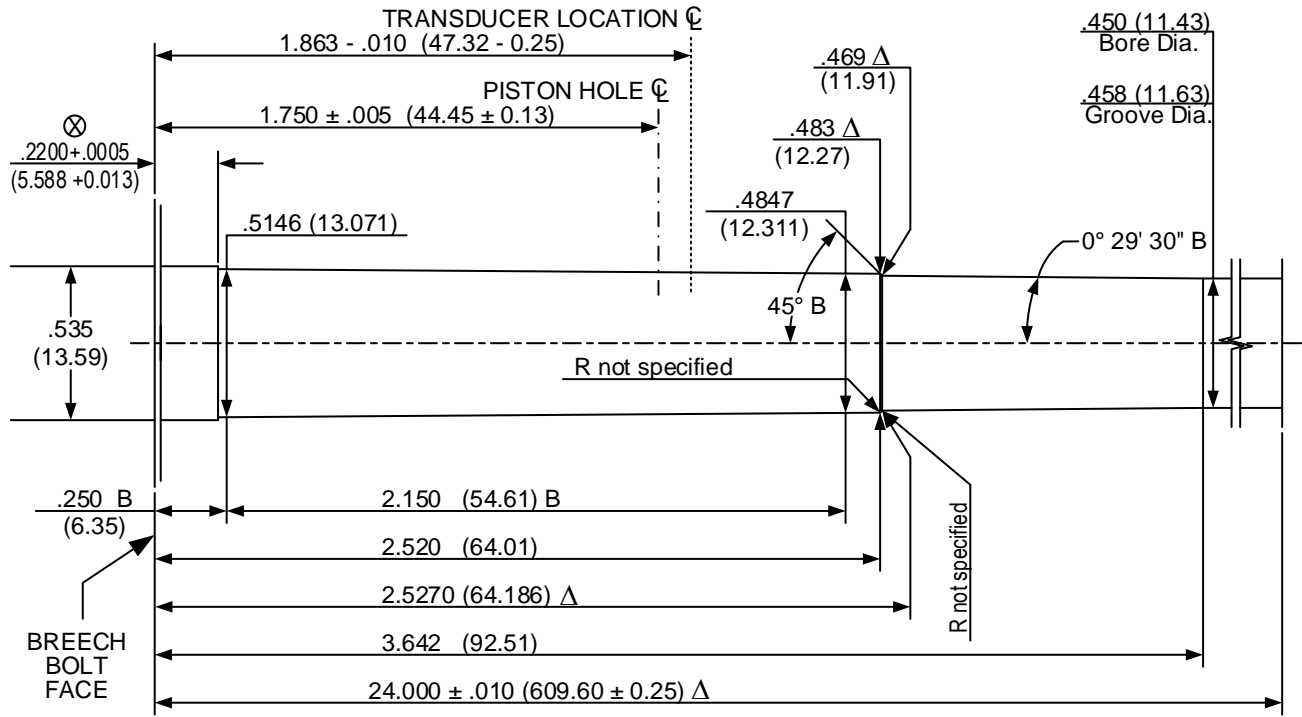 TRANSDUCER LOCATION ℄
1.863 - .010 (47.32 - 0.25)
PISTON HOLE ℄
1.750 ± .005 (44.45 ± 0.13)
.450 (11.43)
Bore Dia.
.458 (11.63)
Groove Dia.
.469 Δ
(11.91)
.483 Δ
(12.27)
ⓧ
.2200+.0005
(5.588 +0.013)
.5146 (13.071)
.4847
(12.311)
0° 29' 30" B
45° B
.535
(13.59)
R not specified
.250 B
(6.35)
2.150 (54.61) B
2.520 (64.01)
R not specified
2.5270 (64.186) Δ
BREECH
BOLT
FACE
3.642 (92.51)
24.000 ± .010 (609.60 ± 0.25) Δ